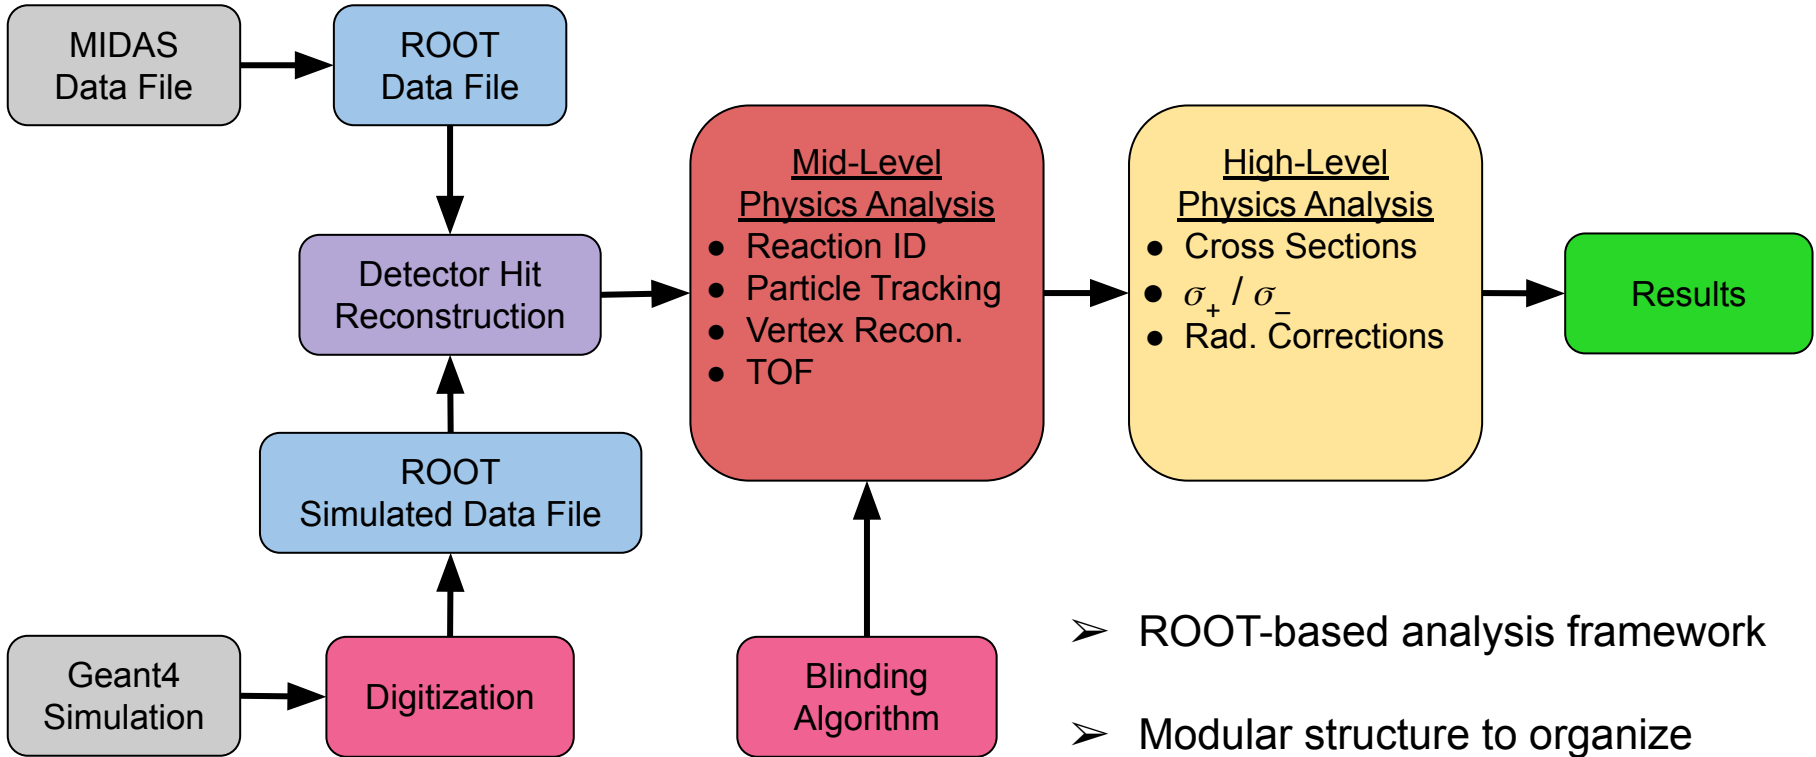 MIDAS
Data File
ROOT
Data File
Detector Hit
Reconstruction
ROOT
Simulated Data File
Geant4
Simulation
Digitization
Mid-Level
Physics Analysis
● Reaction ID
● Particle Tracking
● Vertex Recon.
● TOF
Blinding
Algorithm
High-Level
Physics Analysis
● Cross Sections
● σ₊ / σ₋
● Rad. Corrections
Results
➢ ROOT-based analysis framework
➢ Modular structure to organize